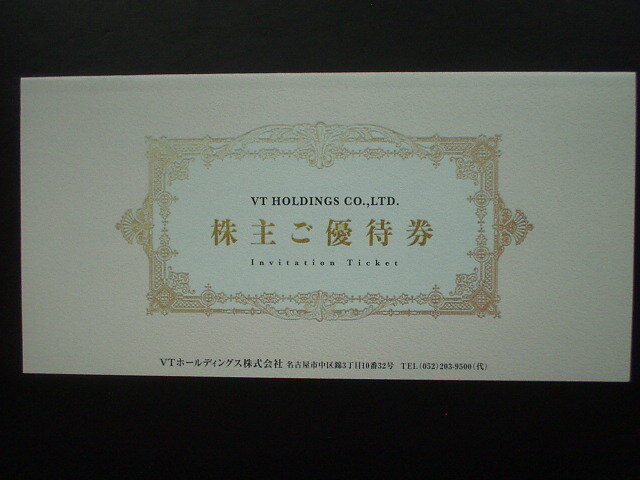 VT HOLDINGS CO.,LTD.
株主ご優待券
Invitation Ticket
VTホールディングス株式会社 名古屋市中区錦3丁目10番32号 TEL(052)203-9500(代)